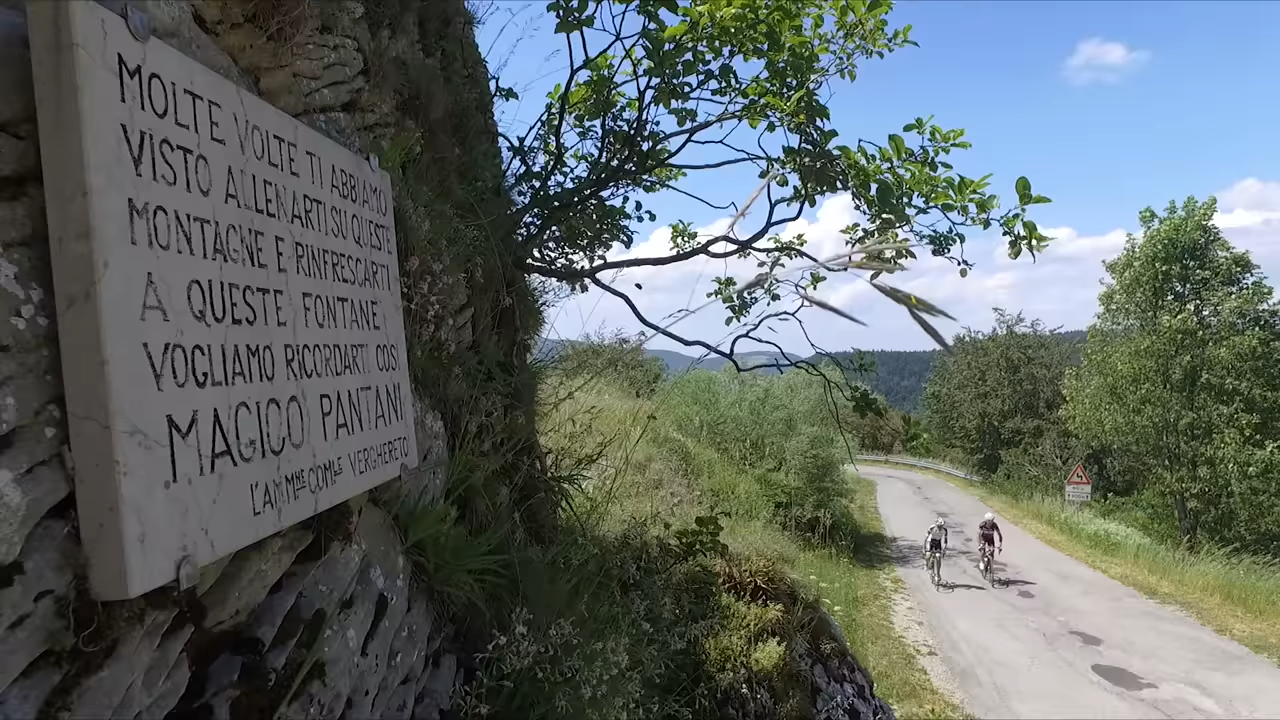 MOLTE VOLTE TI ABBIAMO
VISTO ALLENARTI SU QUESTE
MONTAGNE E RINFRESCARTI
A QUESTE FONTANE
VOGLIAMO RICORDARTI COSÌ
MAGICO PANTANI
L'AMM.NE COM.LE VERGHERETO